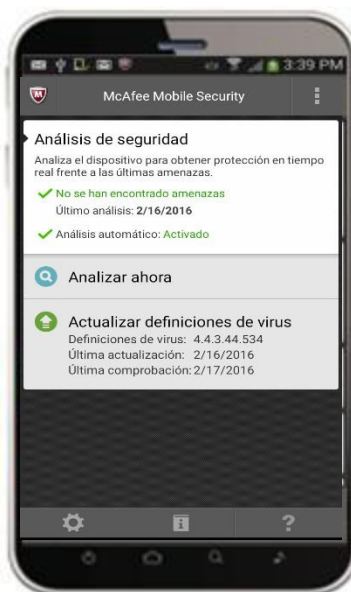 3:39 PM
McAfee Mobile Security
Análisis de seguridad
Analiza el dispositivo para obtener protección en tiempo
real frente a las últimas amenazas.
No se han encontrado amenazas
Último análisis: 2/16/2016
Análisis automático: Activado
Analizar ahora
Actualizar definiciones de virus
Definiciones de virus: 4.4.3.44.534
Última actualización: 2/16/2016
Última comprobación: 2/17/2016
?